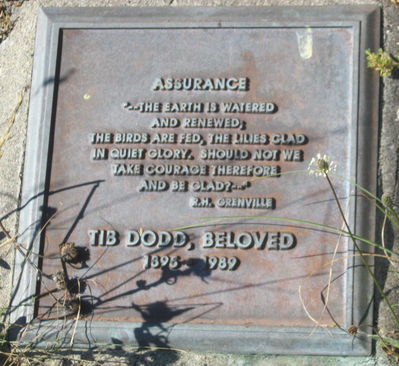 ASSURANCE
"--THE EARTH IS WATERED
AND RENEWED;
THE BIRDS ARE FED, THE LILIES CLAD
IN QUIET GLORY. SHOULD NOT WE
TAKE COURAGE THEREFORE
AND BE GLAD?--"
R.H. GRENVILLE
TIB DODD, BELOVED
1895 - 1989